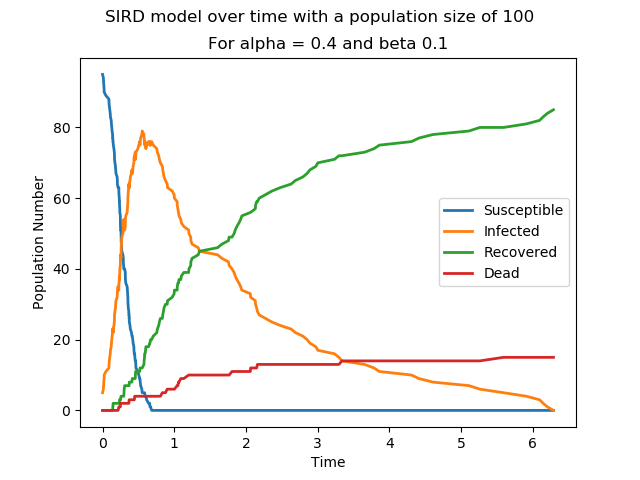 SIRD model over time with a population size of 100
For alpha = 0.4 and beta 0.1
Population Number
80
60
40
20
0
Susceptible
Infected
Recovered
Dead
0 1 2 3 4 5 6
Time